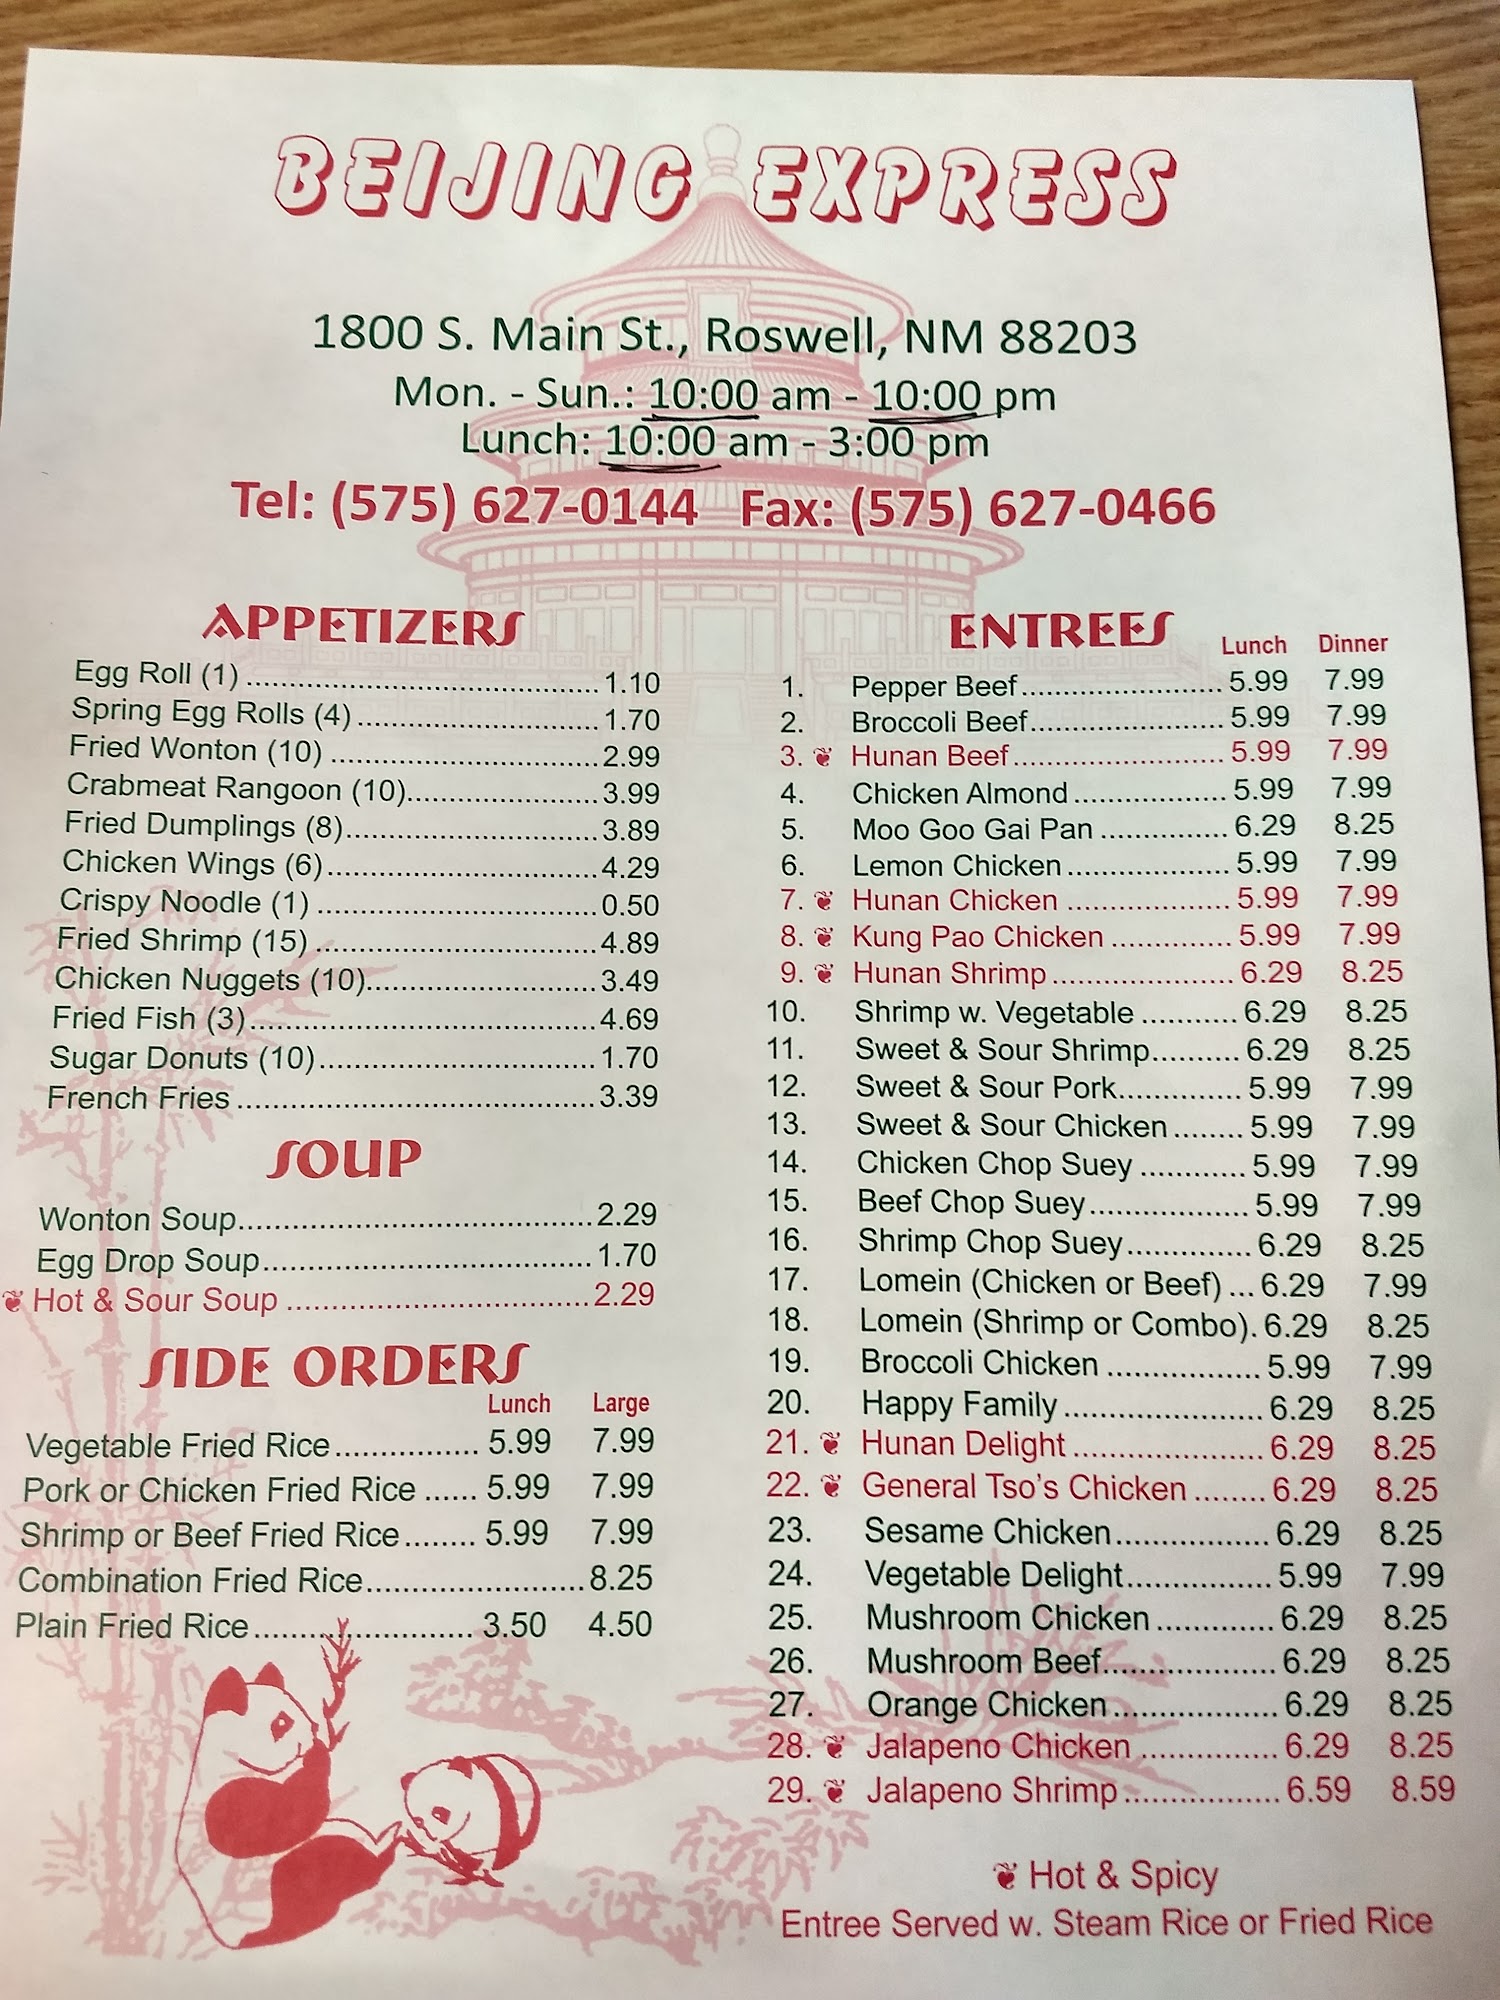 BEIJING EXPRESS
1800 S. Main St., Roswell, NM 88203
Mon. - Sun.: 10:00 am - 10:00 pm
Lunch: 10:00 am - 3:00 pm
Tel: (575) 627-0144 Fax: (575) 627-0466
APPETIZERS
Egg Roll (1) ........ 1.10
Spring Egg Rolls (4) ........ 1.70
Fried Wonton (10) ........ 2.99
Crabmeat Rangoon (10) ........ 3.99
Fried Dumplings (8) ........ 3.89
Chicken Wings (6) ........ 4.29
Crispy Noodle (1) ........ 0.50
Fried Shrimp (15) ........ 4.89
Chicken Nuggets (10) ........ 3.49
Fried Fish (3) ........ 4.69
Sugar Donuts (10) ........ 1.70
French Fries ........ 3.39
SOUP
Wonton Soup ........ 2.29
Egg Drop Soup ........ 1.70
Hot & Sour Soup ........ 2.29
SIDE ORDERS
Lunch Large
Vegetable Fried Rice ........ 5.99 7.99
Pork or Chicken Fried Rice ...... 5.99 7.99
Shrimp or Beef Fried Rice ........ 5.99 7.99
Combination Fried Rice ........ 8.25
Plain Fried Rice ........ 3.50 4.50
ENTREES Lunch Dinner
1. Pepper Beef ........ 5.99 7.99
2. Broccoli Beef ........ 5.99 7.99
3. Hunan Beef ........ 5.99 7.99
4. Chicken Almond ........ 5.99 7.99
5. Moo Goo Gai Pan ........ 6.29 8.25
6. Lemon Chicken ........ 5.99 7.99
7. Hunan Chicken ........ 5.99 7.99
8. Kung Pao Chicken ........ 5.99 7.99
9. Hunan Shrimp ........ 6.29 8.25
10. Shrimp w. Vegetable ........ 6.29 8.25
11. Sweet & Sour Shrimp ........ 6.29 8.25
12. Sweet & Sour Pork ........ 5.99 7.99
13. Sweet & Sour Chicken ........ 5.99 7.99
14. Chicken Chop Suey ........ 5.99 7.99
15. Beef Chop Suey ........ 5.99 7.99
16. Shrimp Chop Suey ........ 6.29 8.25
17. Lomein (Chicken or Beef) ... 6.29 7.99
18. Lomein (Shrimp or Combo). 6.29 8.25
19. Broccoli Chicken ........ 5.99 7.99
20. Happy Family ........ 6.29 8.25
21. Hunan Delight ........ 6.29 8.25
22. General Tso's Chicken ........ 6.29 8.25
23. Sesame Chicken ........ 6.29 8.25
24. Vegetable Delight ........ 5.99 7.99
25. Mushroom Chicken ........ 6.29 8.25
26. Mushroom Beef ........ 6.29 8.25
27. Orange Chicken ........ 6.29 8.25
28. Jalapeno Chicken ........ 6.29 8.25
29. Jalapeno Shrimp ........ 6.59 8.59
Hot & Spicy
Entree Served w. Steam Rice or Fried Rice